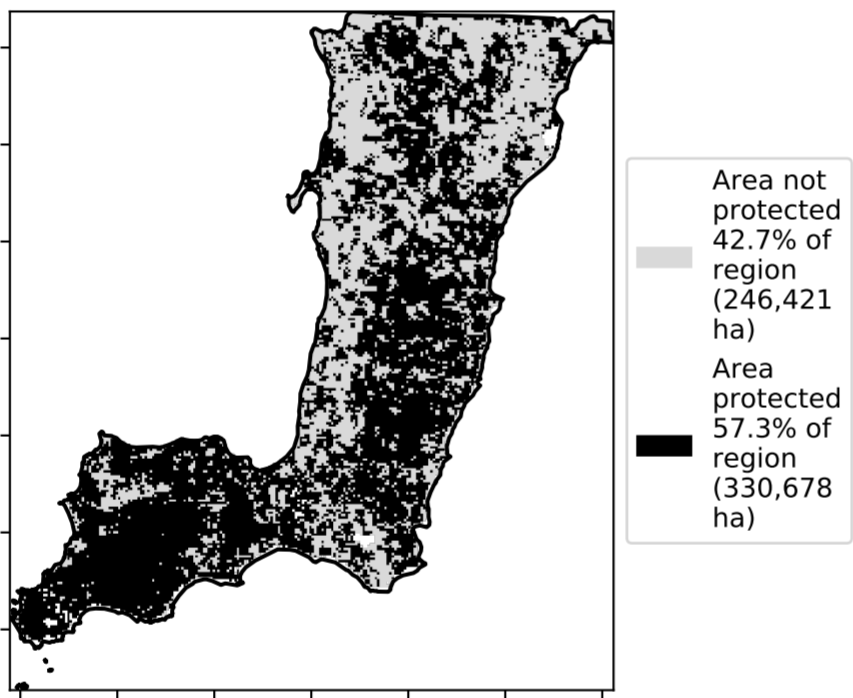 Area not
protected
42.7% of
region
(246,421
ha)
Area
protected
57.3% of
region
(330,678
ha)